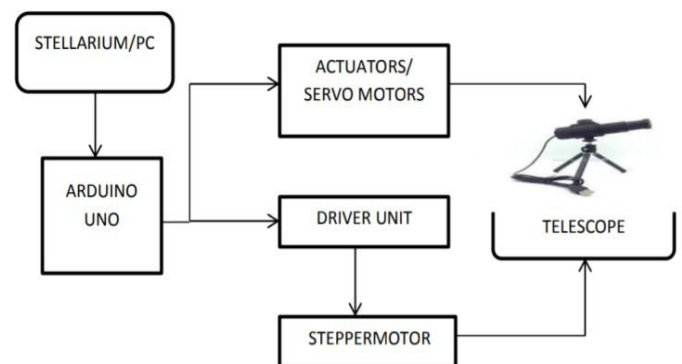 STELLARIUM/PC
ARDUINO
UNO
ACTUATORS/
SERVO MOTORS
DRIVER UNIT
STEPPERMOTOR
TELESCOPE